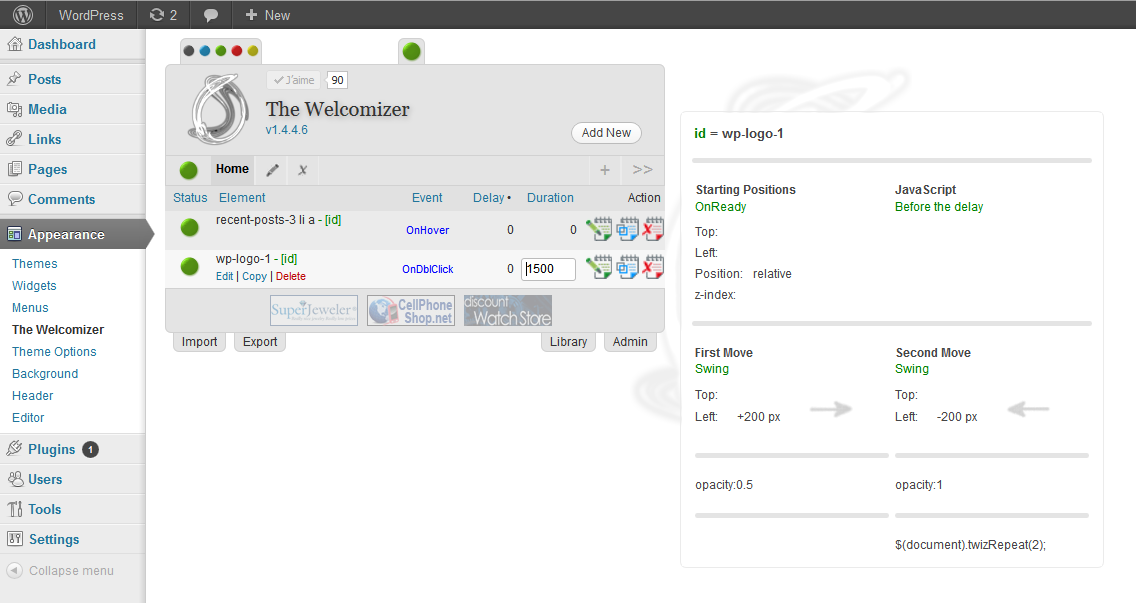 WordPress 2 + New
Dashboard
Posts
Media
Links
Pages
Comments
Appearance
Themes
Widgets
Menus
The Welcomizer
Theme Options
Background
Header
Editor
Plugins 1
Users
Tools
Settings
Collapse menu
J'aime 90
The Welcomizer
v1.4.4.6
Add New
Home x + >>
Status Element Event Delay • Duration Action
recent-posts-3 li a - [id] OnHover 0 0
wp-logo-1 - [id] OnDblClick 0 1500
Edit | Copy | Delete
SuperJeweler
CellPhone
Shop.net
discount
Watch Store
Import Export Library Admin
id = wp-logo-1
Starting Positions JavaScript
OnReady Before the delay
Top:
Left:
Position: relative
z-index:
First Move Second Move
Swing Swing
Top: Top:
Left: +200 px Left: -200 px
opacity:0.5 opacity:1
$(document).twizRepeat(2);